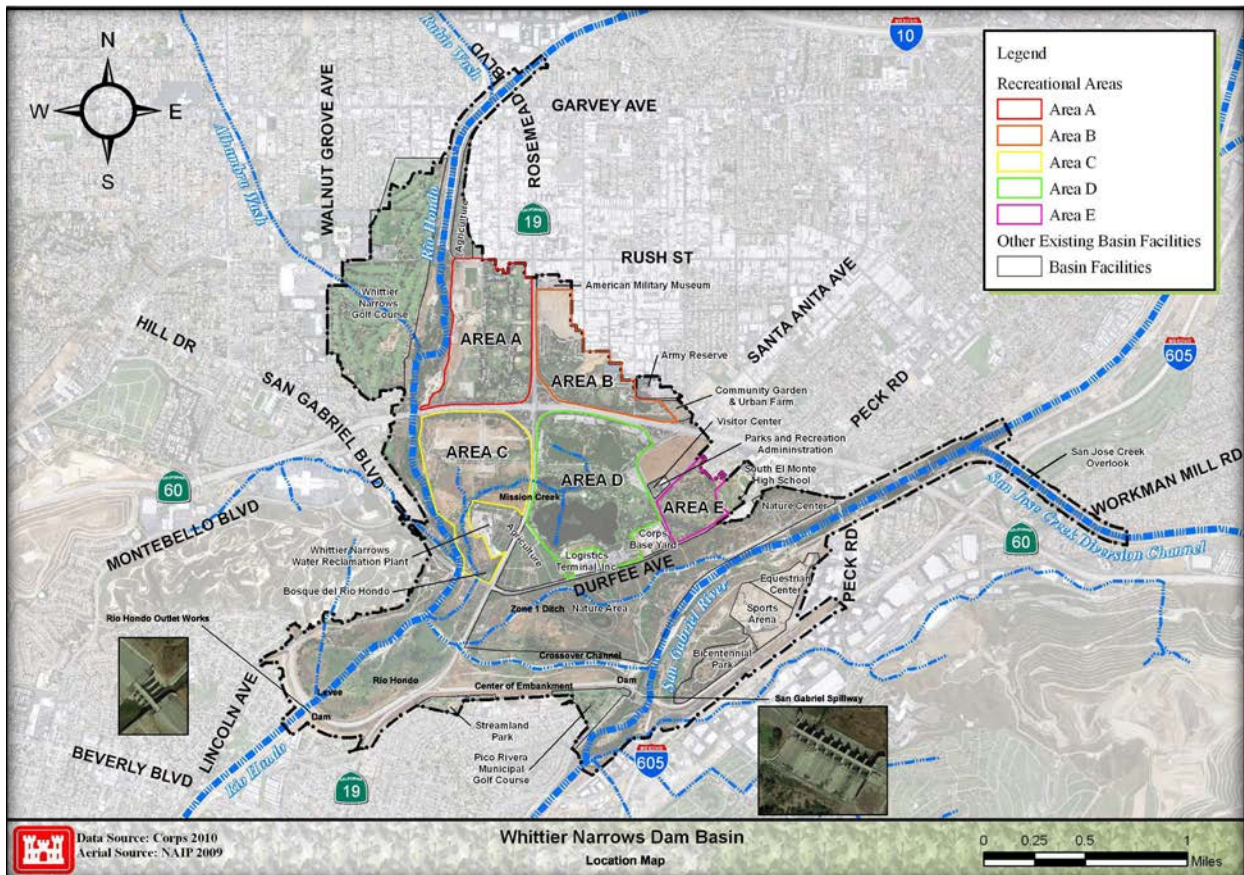 N
W
E
S
Rubio Wash
BLVD
ROSEMEAD
GARVEY AVE
10
Legend
Recreational Areas
Area A
Area B
Area C
Area D
Area E
Other Existing Basin Facilities
Basin Facilities
Alhambra Wash
WALNUT GROVE AVE
Rio Hondo
Agriculture
19
RUSH ST
American Military Museum
Whittier
Narrows
Golf Course
HILL DR
AREA A
SANTA ANITA AVE
Army Reserve
AREA B
605
Community Garden
& Urban Farm
Visitor Center
PECK RD
Parks and Recreation
Admininstration
SAN GABRIEL BLVD
AREA C
AREA D
AREA E
South El Monte
High School
San Jose Creek
Overlook
WORKMAN MILL RD
60
MONTEBELLO BLVD
Mission Creek
Nature Center
San Jose Creek Diversion Channel
60
Agriculture
Whittier Narrows
Water Reclamation Plant
Corps
Base Yard
Logistics
Terminal Inc
DURFEE AVE
PECK RD
Bosque del Rio Hondo
Equestrian
Center
Zone 1 Ditch
Nature Area
Sports
Arena
Rio Hondo Outlet Works
San Gabriel River
Bicentennial
Park
Crossover Channel
LINCOLN AVE
Levee
Rio Hondo
Center of Embankment
Dam
San Gabriel Spillway
Dam
Streamland
Park
BEVERLY BLVD
Rio Hondo
Pico Rivera
Municipal
Golf Course
605
19
Data Source: Corps 2010
Aerial Source: NAIP 2009
Whittier Narrows Dam Basin
Location Map
0 0.25 0.5 1
Miles